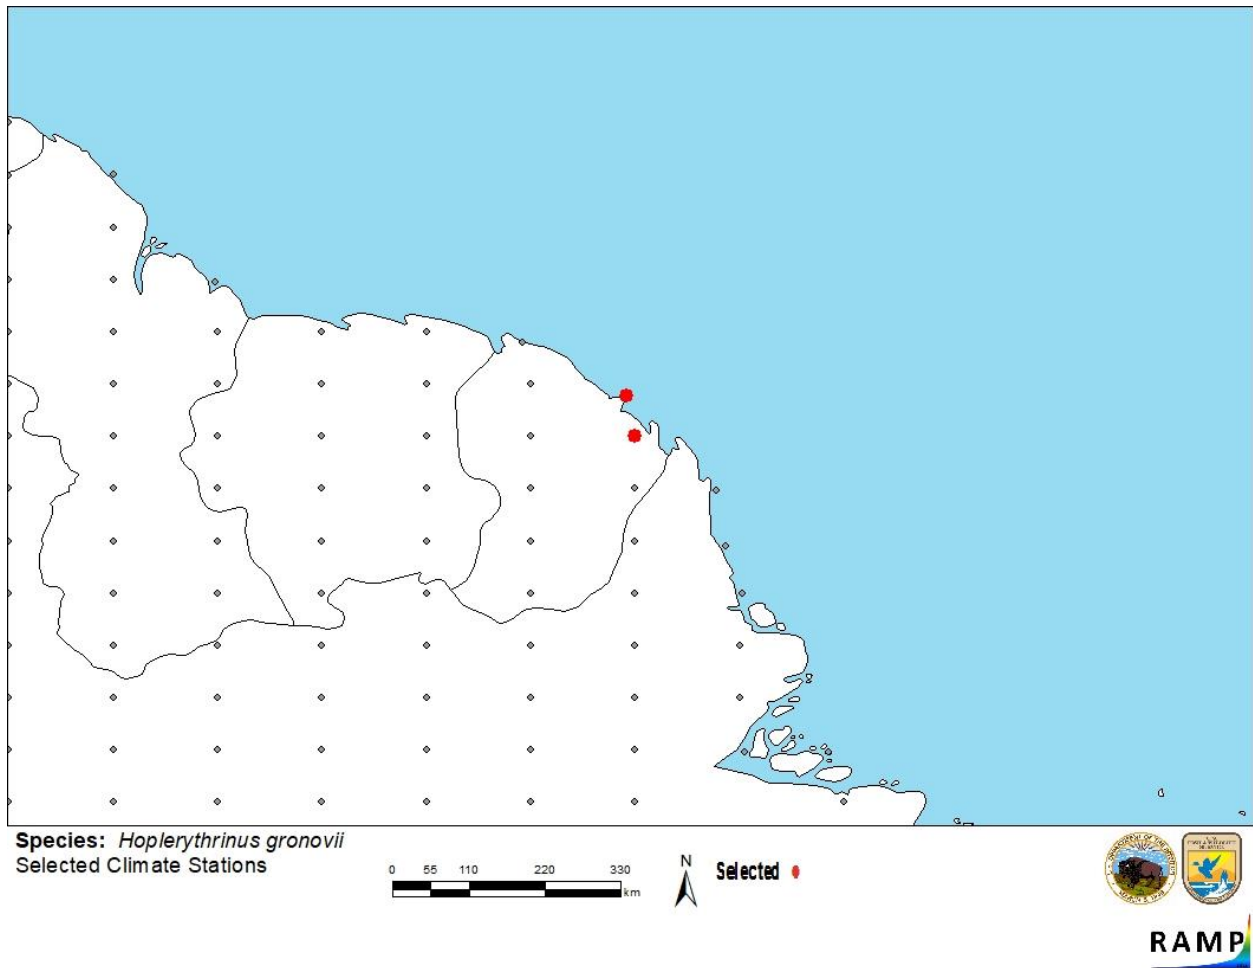 Species: Hoplerythrinus gronovii
Selected Climate Stations
0 55 110 220 330
km
N
Selected
RAMP